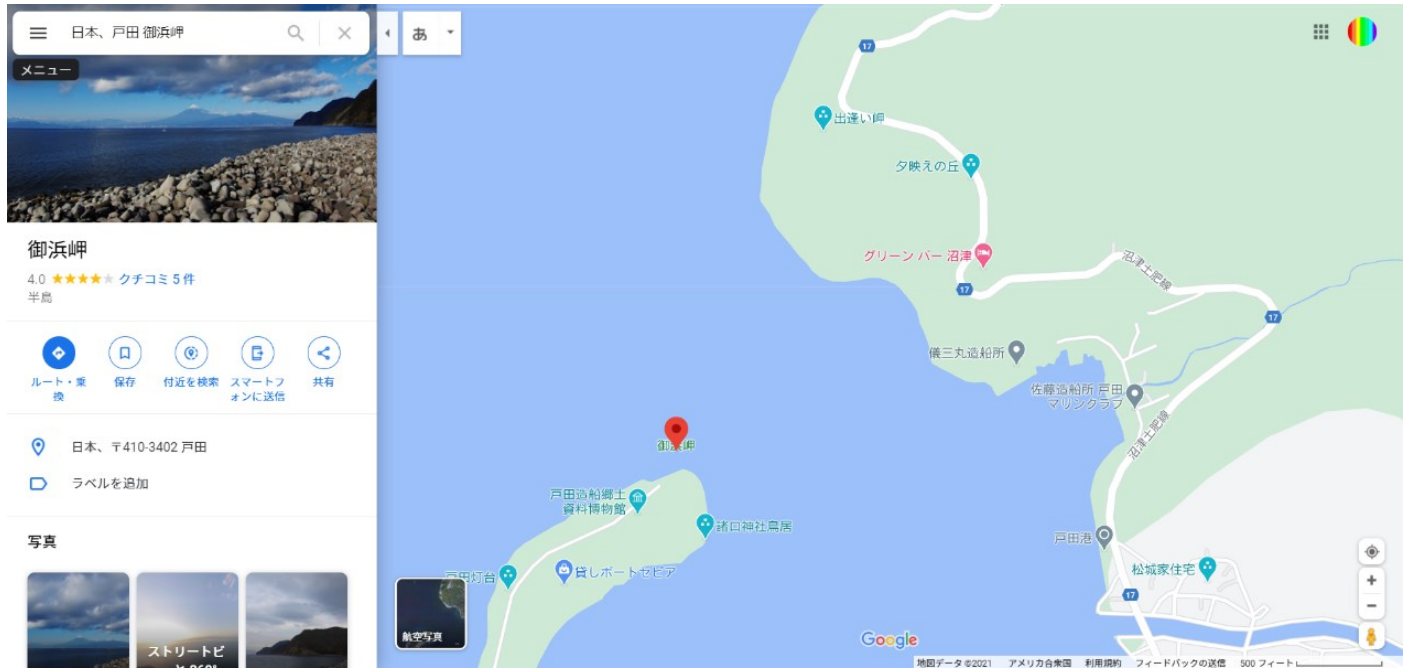 日本、戸田 御浜岬
メニュー
御浜岬
4.0
クチコミ 5 件
半島
ルート・乗
換
保存
付近を検索
スマートフ
ォンに送信
共有
日本、〒410-3402 戸田
ラベルを追加
写真
ストリートビ
あ
17
出逢い岬
夕映えの丘
グリーン バー 沼津
17
沼津土肥線
17
儀三丸造船所
佐藤造船所 戸田
マリンクラブ
沼津土肥線
御浜岬
戸田造船郷土
資料博物館
諸口神社鳥居
戸田灯台
貸しボートセビア
戸田港
松城家住宅
17
航空写真
Google
地図データ ©2021
アメリカ合衆国
利用規約
フィードバックの送信
500 フィート